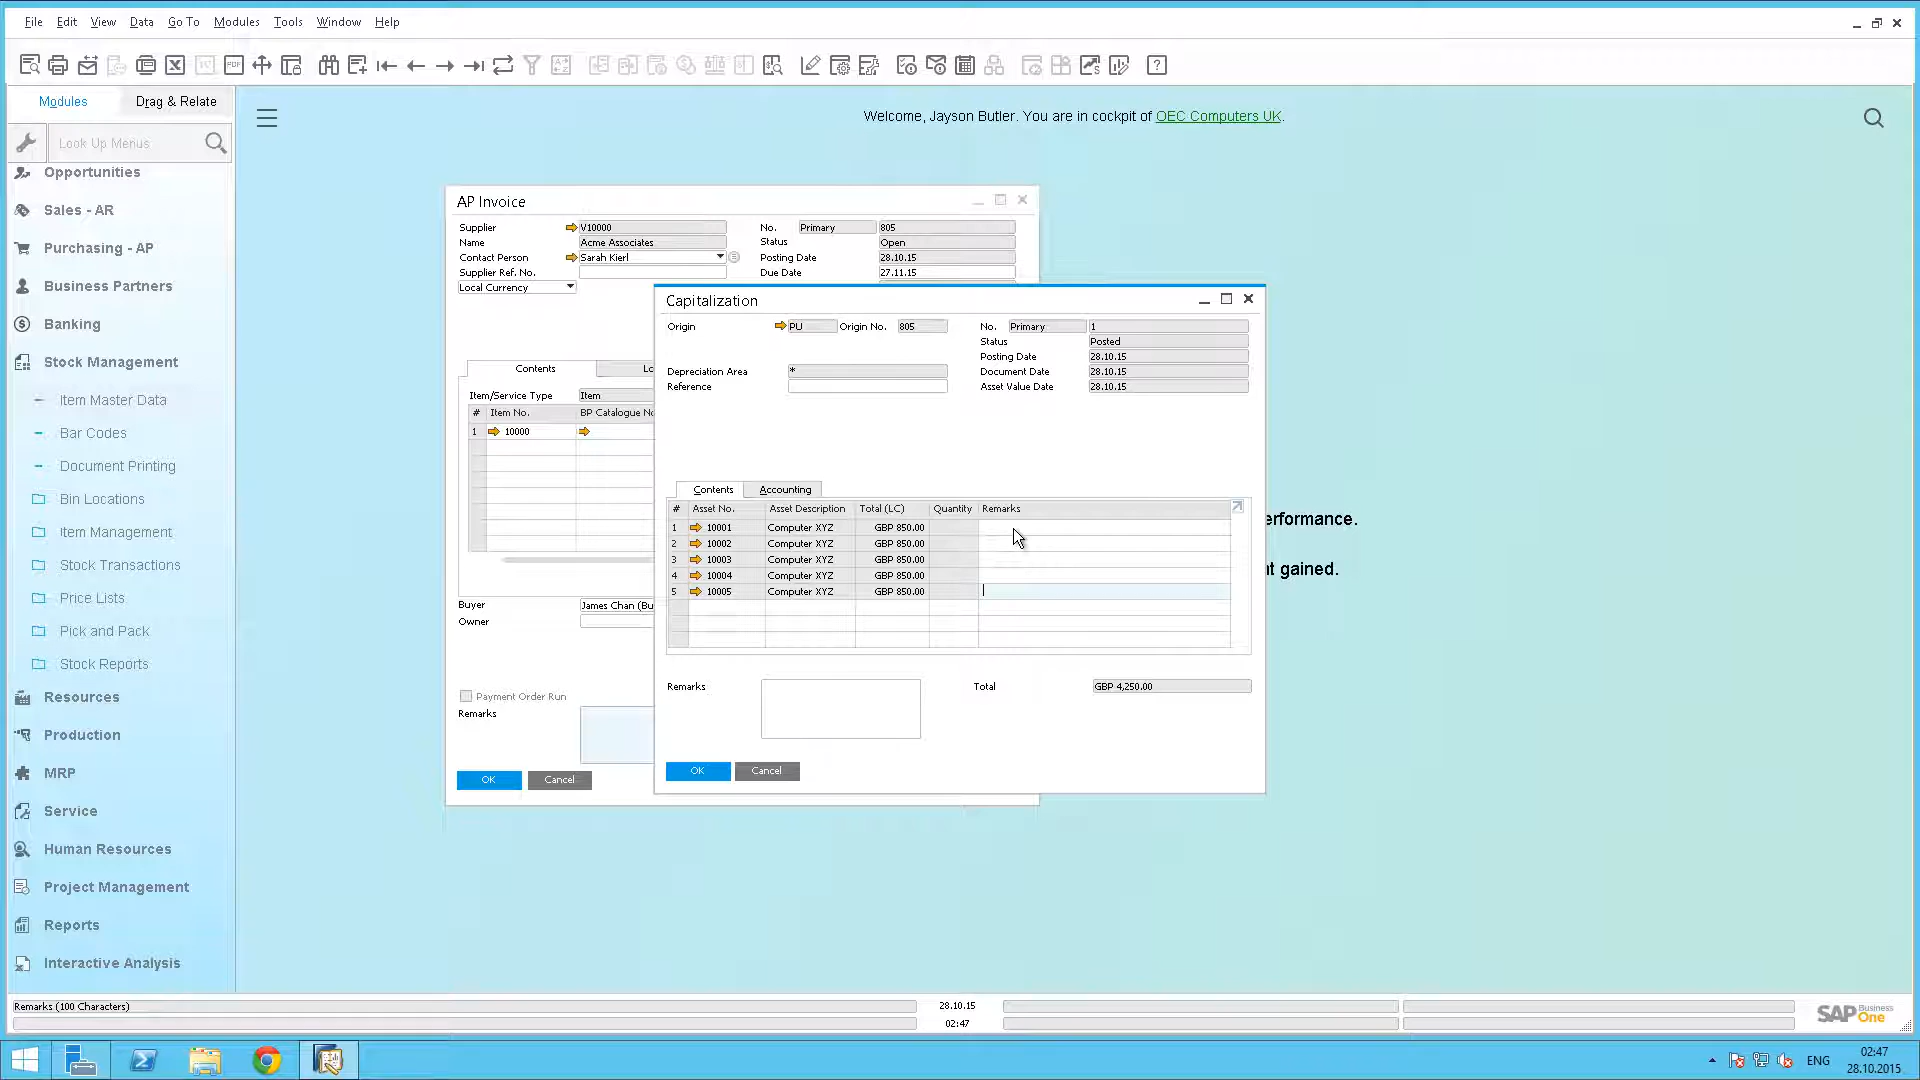 File Edit View Data Go To Modules Tools Window Help
Modules Drag & Relate
Look Up Menus
Welcome, Jayson Butler. You are in cockpit of OEC Computers UK.
Opportunities
Sales - AR
Purchasing - AP
Business Partners
Banking
Stock Management
Item Master Data
Bar Codes
Document Printing
Bin Locations
Item Management
Stock Transactions
Price Lists
Pick and Pack
Stock Reports
Resources
Production
MRP
Service
Human Resources
Project Management
Reports
Interactive Analysis
AP Invoice
Supplier V10000 No. Primary 805
Name Acme Associates Status Open
Contact Person Sarah Kierl Posting Date 28.10.15
Supplier Ref. No. Due Date 27.11.15
Local Currency
Contents Lo
Item/Service Type Item
# Item No. BP Catalogue No
1 10000
Buyer James Chan (Bu
Owner
Payment Order Run
Remarks
OK Cancel
Capitalization
Origin PU Origin No. 805 No. Primary 1
Status Posted
Posting Date 28.10.15
Depreciation Area * Document Date 28.10.15
Reference Asset Value Date 28.10.15
Contents Accounting
# Asset No. Asset Description Total (LC) Quantity Remarks
1 10001 Computer XYZ GBP 850.00
2 10002 Computer XYZ GBP 850.00
3 10003 Computer XYZ GBP 850.00
4 10004 Computer XYZ GBP 850.00
5 10005 Computer XYZ GBP 850.00
Remarks Total GBP 4,250.00
OK Cancel
erformance.
t gained.
Remarks (100 Characters) 28.10.15
02:47
SAP Business One
ENG 02:47
28.10.2015